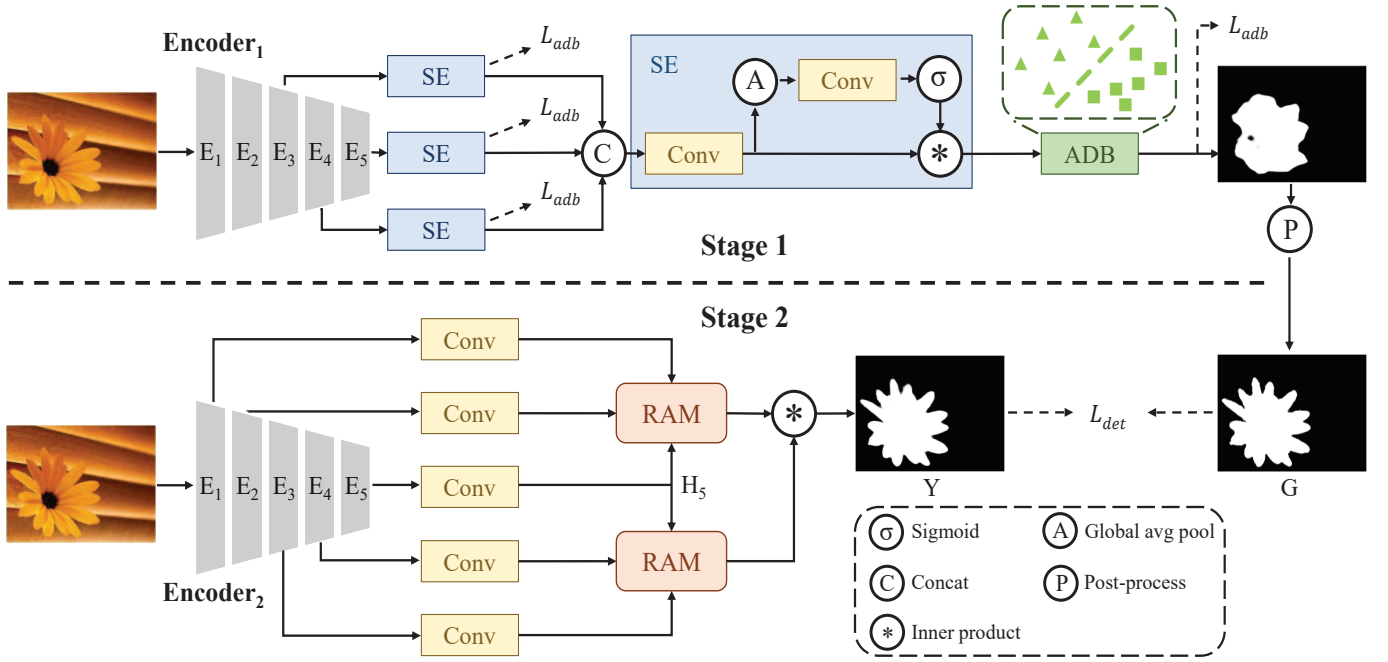 Encoder₁
E₁ E₂ E₃ E₄ E₅
SE
SE
SE
L_adb
L_adb
L_adb
C
SE
Conv
A
Conv
σ
*
ADB
L_adb
P
Stage 1
Stage 2
E₁ E₂ E₃ E₄ E₅
Encoder₂
Conv
Conv
Conv
Conv
Conv
RAM
H₅
RAM
*
Y
L_det
G
σ Sigmoid
A Global avg pool
C Concat
P Post-process
* Inner product